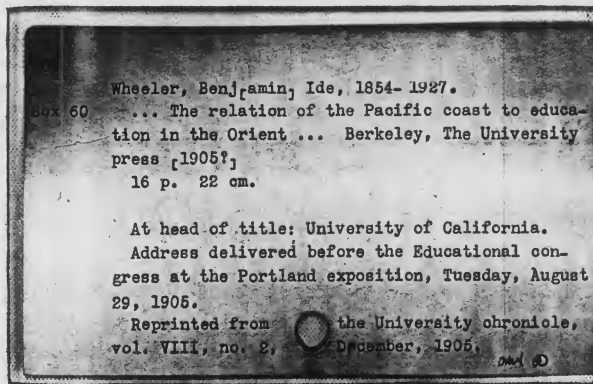 Wheeler, Benj[amin] Ide, 1854-1927.
Box 60 ... The relation of the Pacific coast to educa-
tion in the Orient ... Berkeley, The University
press [1905?]
16 p. 22 cm.
At head of title: University of California.
Address delivered before the Educational con-
gress at the Portland exposition, Tuesday, August
29, 1905.
Reprinted from the University chronicle,
vol. VIII, no. 2, December, 1905.